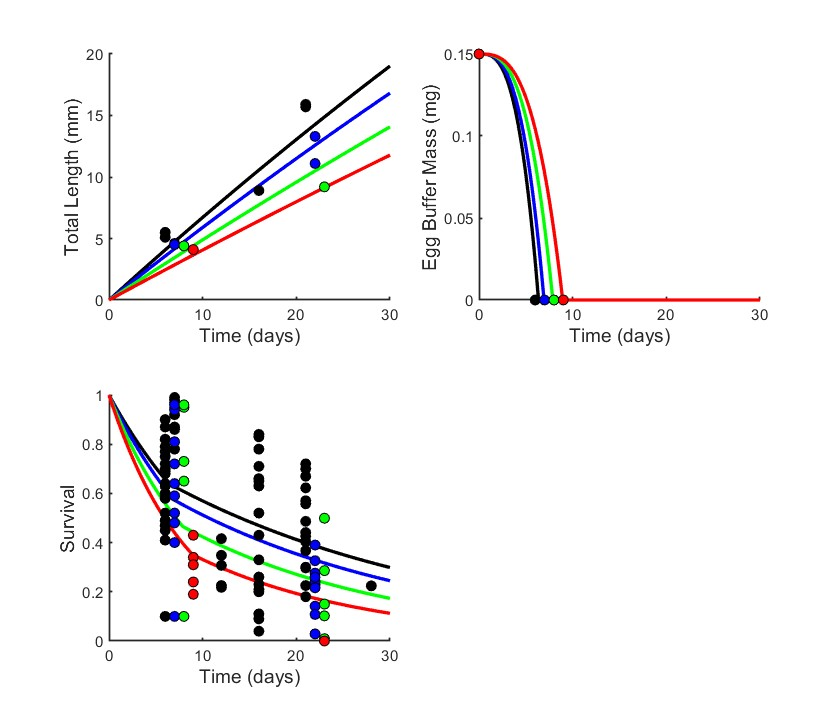 20
15
10
5
0
0 10 20 30
Total Length (mm)
Time (days)
0.15
0.1
0.05
0
0 10 20 30
Egg Buffer Mass (mg)
Time (days)
1
0.8
0.6
0.4
0.2
0
0 10 20 30
Survival
Time (days)